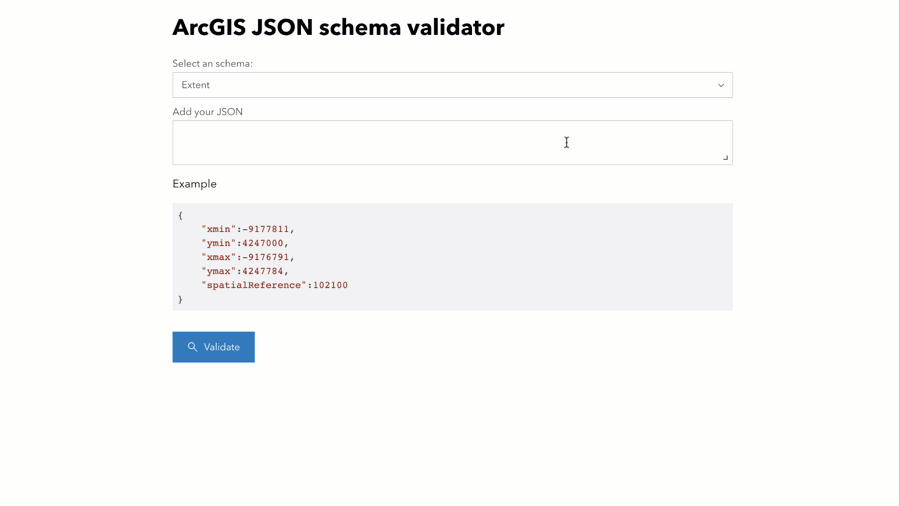 ArcGIS JSON schema validator
Select an schema:
Extent
Add your JSON
Example
{
    "xmin":-9177811,
    "ymin":4247000,
    "xmax":-9176791,
    "ymax":4247784,
    "spatialReference":102100
}
Validate